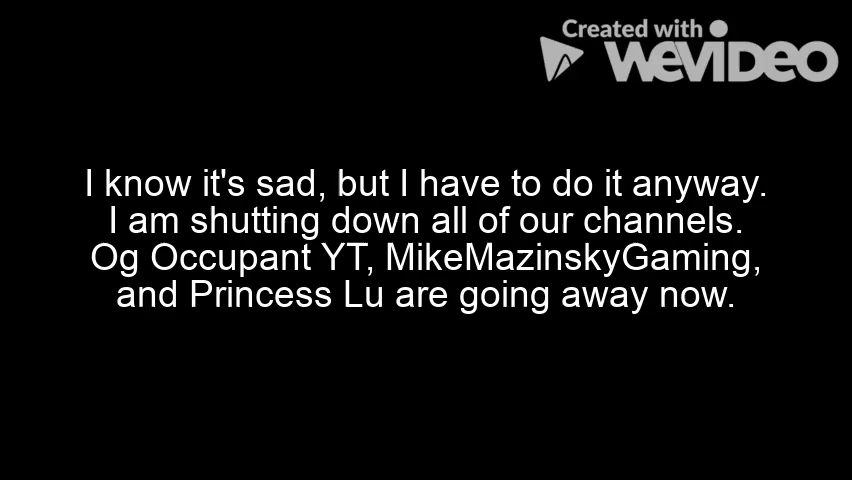 Created with
WEVIDEO
I know it's sad, but I have to do it anyway.
I am shutting down all of our channels.
Og Occupant YT, MikeMazinskyGaming,
and Princess Lu are going away now.